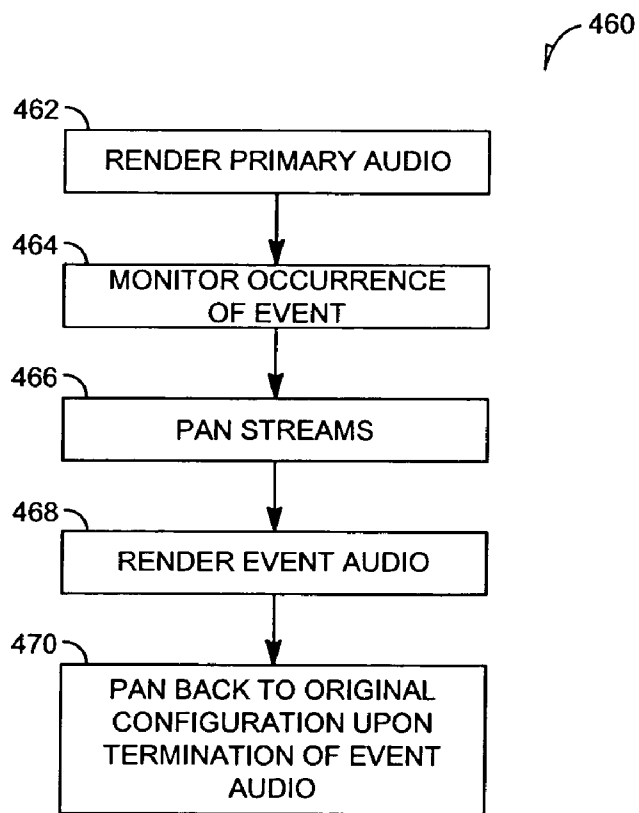 460
462
RENDER PRIMARY AUDIO
464
MONITOR OCCURRENCE
OF EVENT
466
PAN STREAMS
468
RENDER EVENT AUDIO
470
PAN BACK TO ORIGINAL
CONFIGURATION UPON
TERMINATION OF EVENT
AUDIO